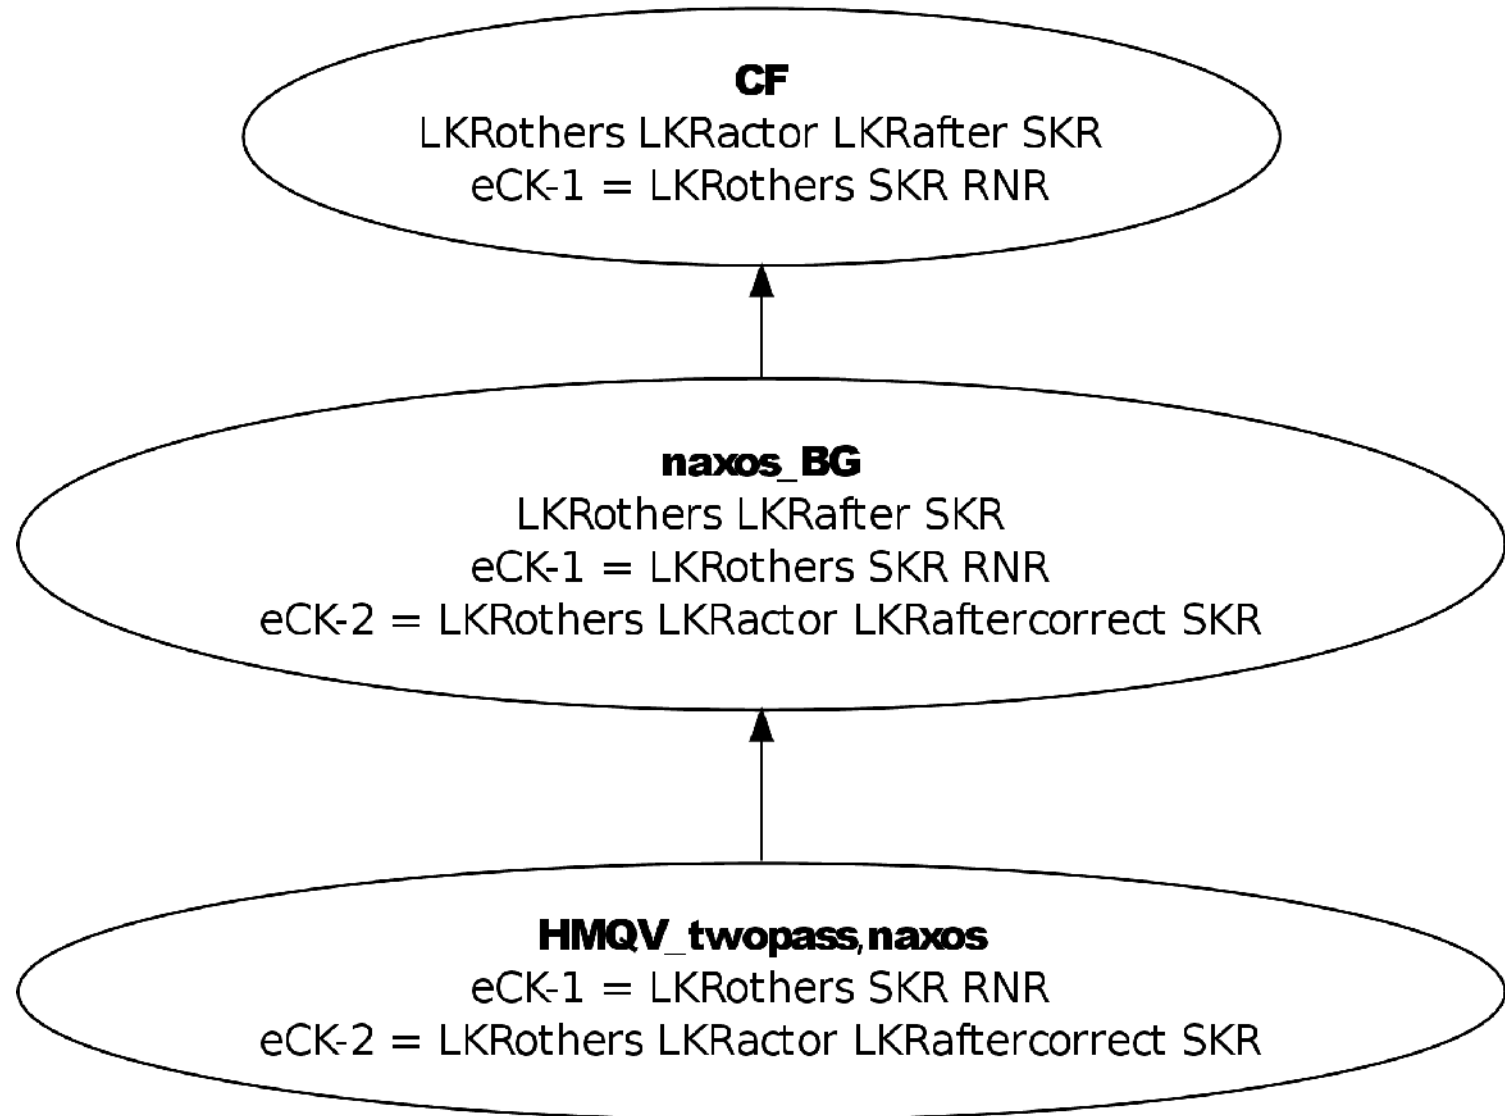 CF
LKRothers LKRactor LKRafter SKR
eCK-1 = LKRothers SKR RNR
naxos_BG
LKRothers LKRafter SKR
eCK-1 = LKRothers SKR RNR
eCK-2 = LKRothers LKRactor LKRaftercorrect SKR
HMQV_twopass,naxos
eCK-1 = LKRothers SKR RNR
eCK-2 = LKRothers LKRactor LKRaftercorrect SKR